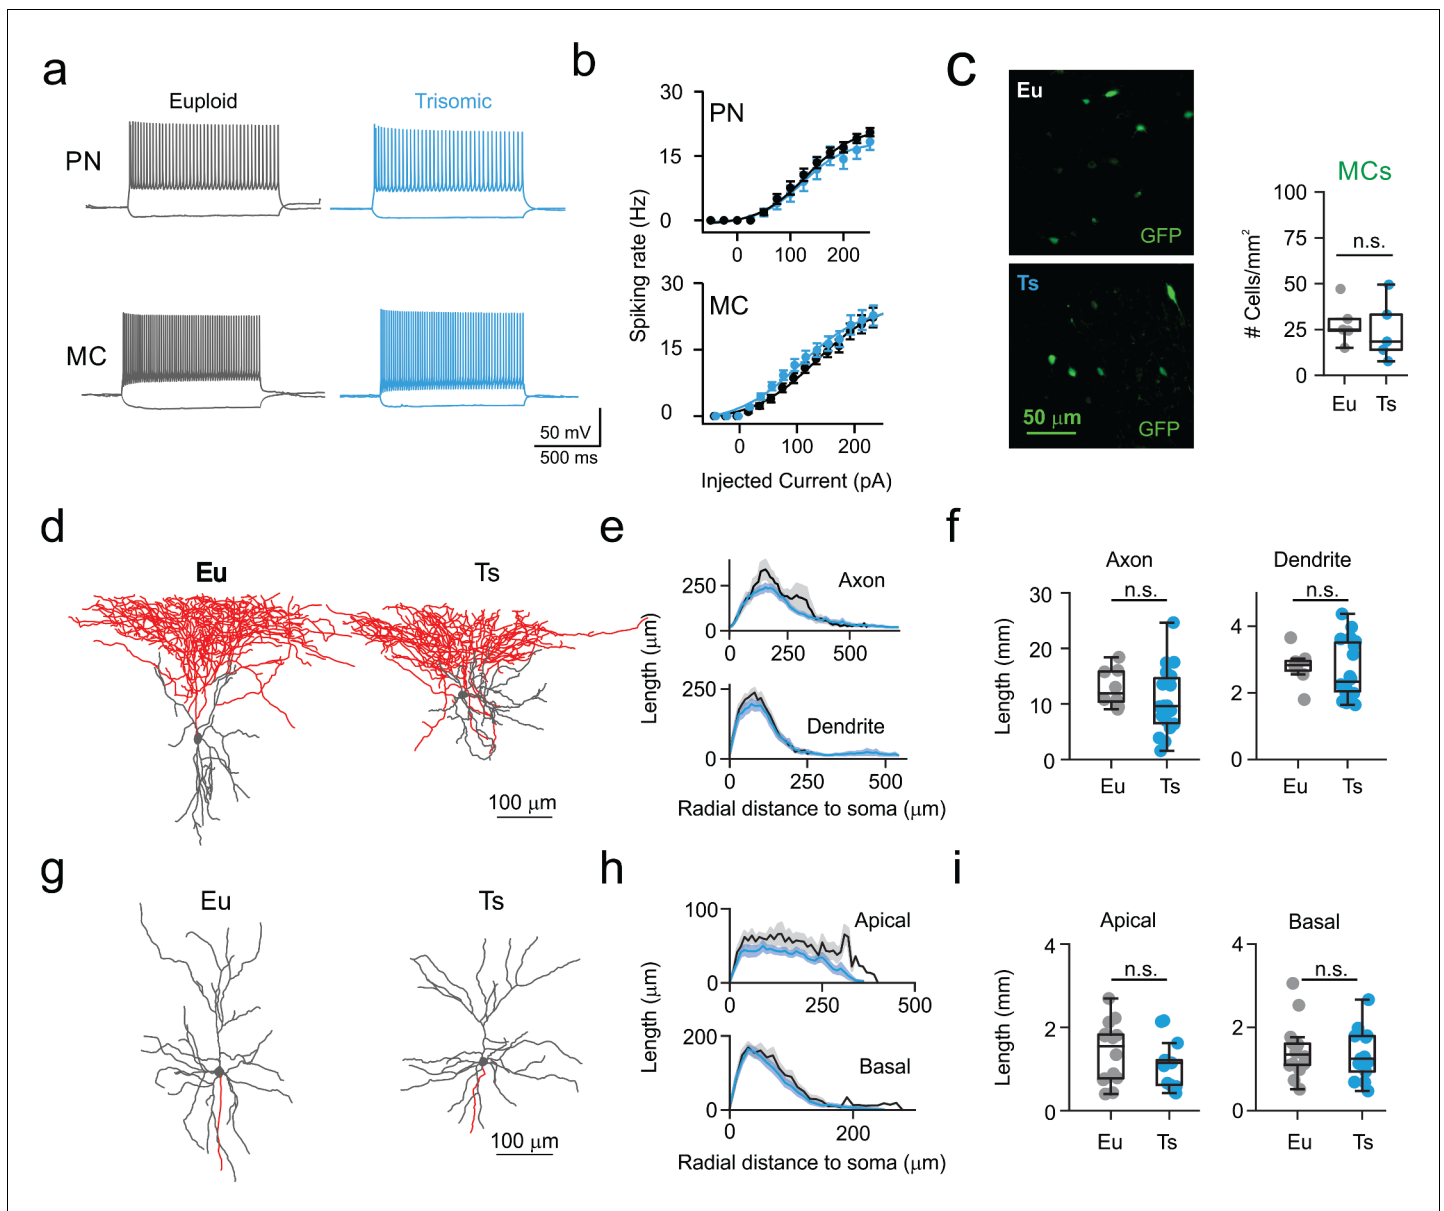 a
Euploid
Trisomic
PN
MC
50 mV
500 ms
b
30
PN
15
0
0 100 200
30
MC
15
0
0 100 200
Spiking rate (Hz)
Injected Current (pA)
c
Eu
GFP
Ts
50 μm
GFP
MCs
100
75
n.s.
50
25
0
# Cells/mm²
Eu Ts
d
Eu
Ts
100 μm
e
Axon
250
0
0 250 500
250
Dendrite
0
0 250 500
Length (μm)
Radial distance to soma (μm)
f
Axon
30
n.s.
20
10
0
Length (mm)
Eu Ts
Dendrite
n.s.
4
2
0
Eu Ts
g
Eu
Ts
100 μm
h
100
Apical
0
0 250 500
200
Basal
0
0 200
Length (μm)
Radial distance to soma (μm)
i
Apical
4
n.s.
2
0
Length (mm)
Eu Ts
Basal
4
n.s.
2
0
Eu Ts